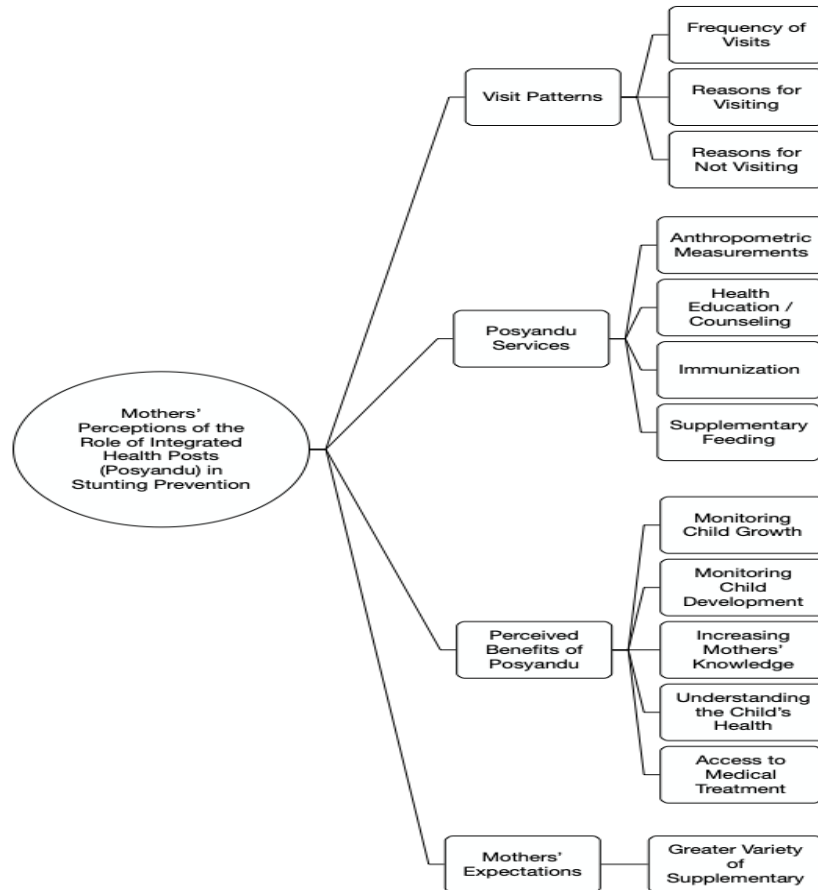 Mothers'
Perceptions of the
Role of Integrated
Health Posts
(Posyandu) in
Stunting Prevention
Visit Patterns
Frequency of
Visits
Reasons for
Visiting
Reasons for
Not Visiting
Posyandu
Services
Anthropometric
Measurements
Health
Education /
Counseling
Immunization
Supplementary
Feeding
Perceived
Benefits of
Posyandu
Monitoring
Child Growth
Monitoring
Child
Development
Increasing
Mothers'
Knowledge
Understanding
the Child's
Health
Access to
Medical
Treatment
Mothers'
Expectations
Greater Variety
of
Supplementary